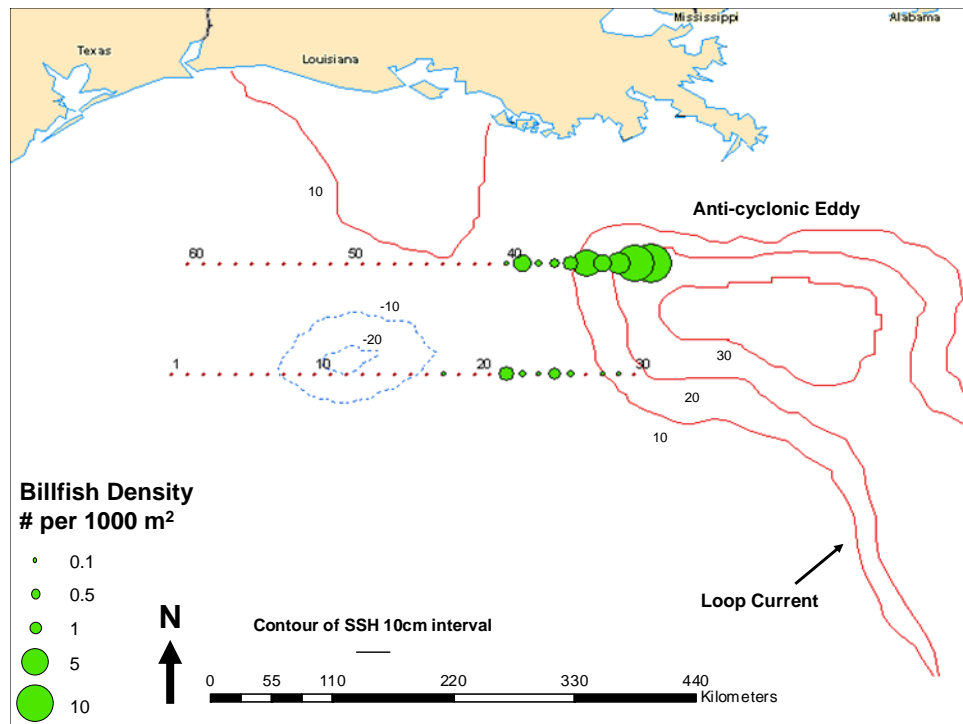 Mississippi
Alabama
Texas
Louisiana
10
Anti-cyclonic Eddy
60
50
40
-10
-20
1
10
20
30
30
20
10
Billfish Density
# per 1000 m²
0.1
0.5
1
5
10
N
Contour of SSH 10cm interval
Loop Current
0 55 110 220 330 440
Kilometers